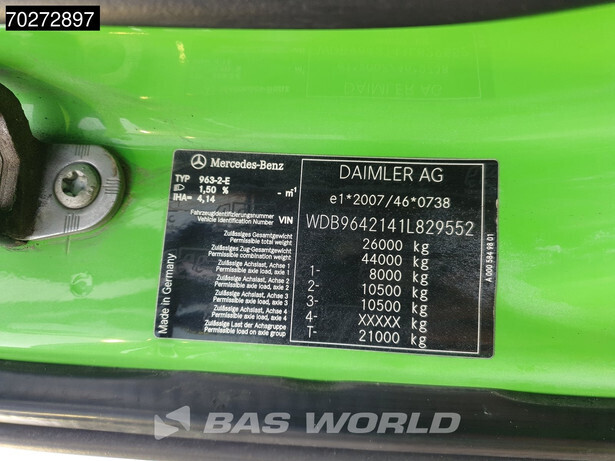 70272897
Mercedes-Benz
TYP 963-2-E
1,50 % - m⁻¹
IHA= 4,14
Fahrzeugidentifizierungsnummer
Vehicle Identification Number VIN
Zulässiges Gesamtgewicht
Permissible total weight
Zulässiges Zug-Gesamtgewicht
Permissible combination weight
Zulässige Achslast, Achse 1
Permissible axle load, axle 1
Zulässige Achslast, Achse 2
Permissible axle load, axle 2
Zulässige Achslast, Achse 3
Permissible axle load, axle 3
Zulässige Achslast, Achse 4
Permissible axle load, axle 4
Zulässige Last der Achsgruppe
Permissible load on axle group
Made in Germany
DAIMLER AG
e1*2007/46*0738
WDB9642141L829552
26000 kg
44000 kg
1- 8000 kg
2- 10500 kg
3- 10500 kg
4- XXXXX kg
T- 21000 kg
A 000 584 98 01
BAS WORLD